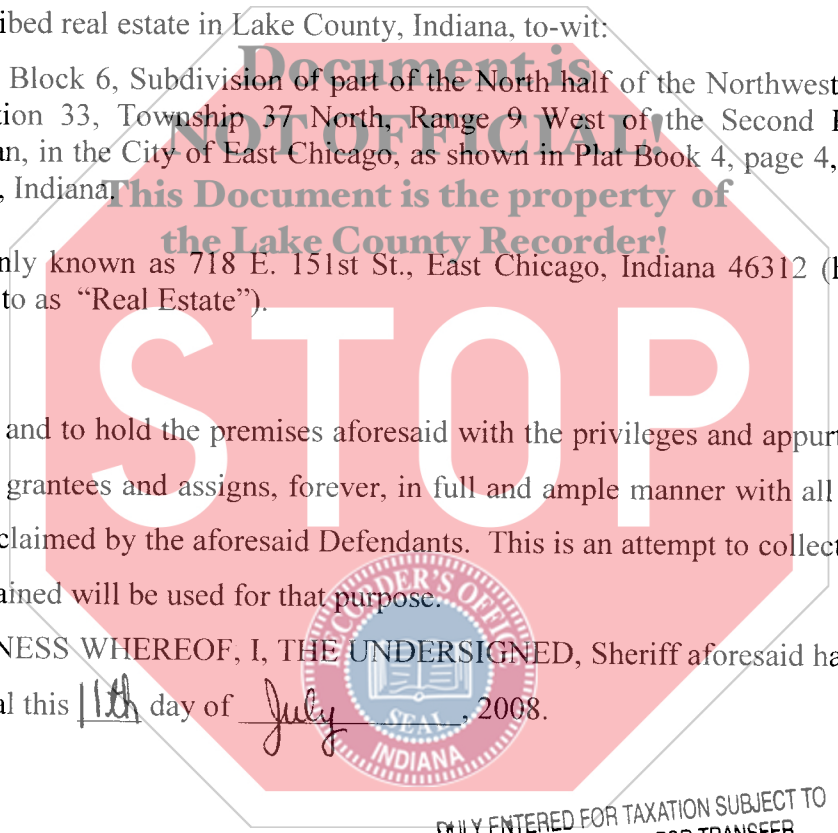 ibed real estate in Lake County, Indiana, to-wit:
Document is
Block 6, Subdivision of part of the North half of the Northwest
tion 33, Township 37 North, Range 9 West of the Second
NOT OFFICIAL!
an, in the City of East Chicago, as shown in Plat Book 4, page 4,
, Indiana.
This Document is the property of
the Lake County Recorder!
nly known as 718 E. 151st St., East Chicago, Indiana 46312 (
to as “Real Estate”).
STOP
and to hold the premises aforesaid with the privileges and appurt
grantees and assigns, forever, in full and ample manner with all
claimed by the aforesaid Defendants. This is an attempt to collect
ained will be used for that purpose.
RECORDER'S OFFICE
NESS WHEREOF, I, THE UNDERSIGNED, Sheriff aforesaid ha
al this 11th day of July, 2008.
SEAL
INDIANA
DULY ENTERED FOR TAXATION SUBJECT TO
FOR TRANSFER